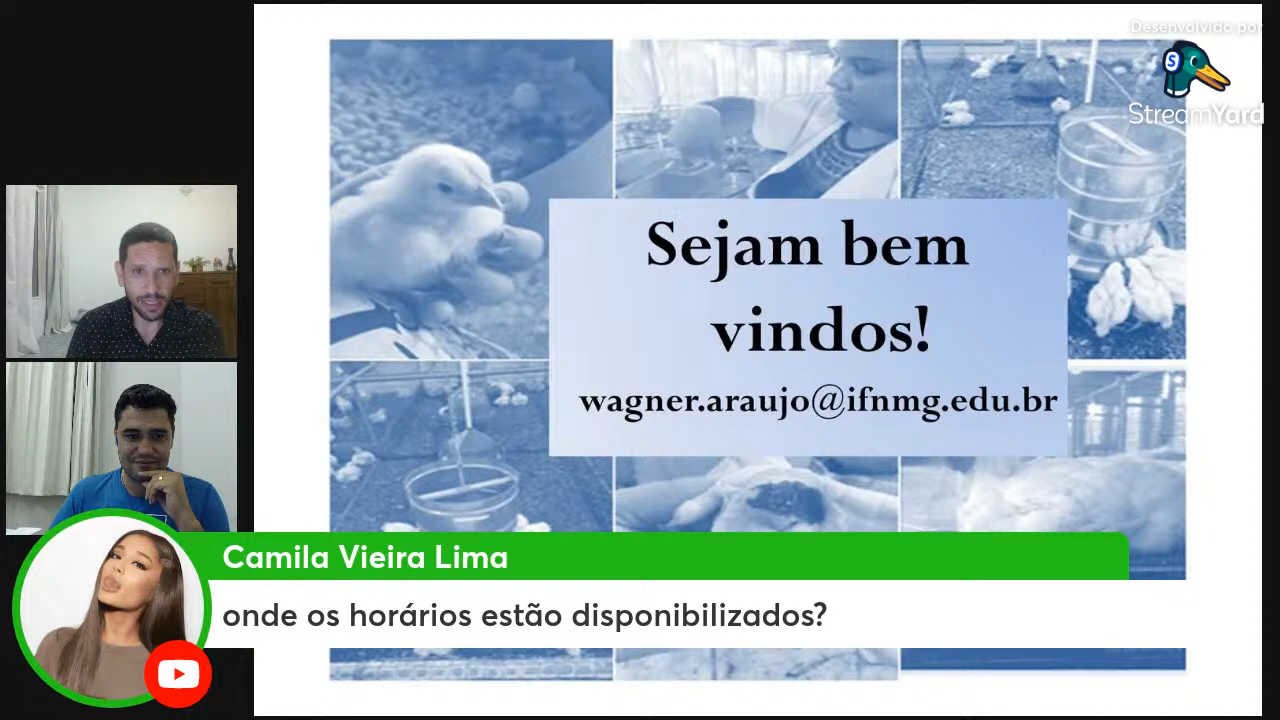 Desenvolvido por
S
StreamYard
Sejam bem
vindos!
wagner.araujo@ifnmg.edu.br
Camila Vieira Lima
onde os horários estão disponibilizados?